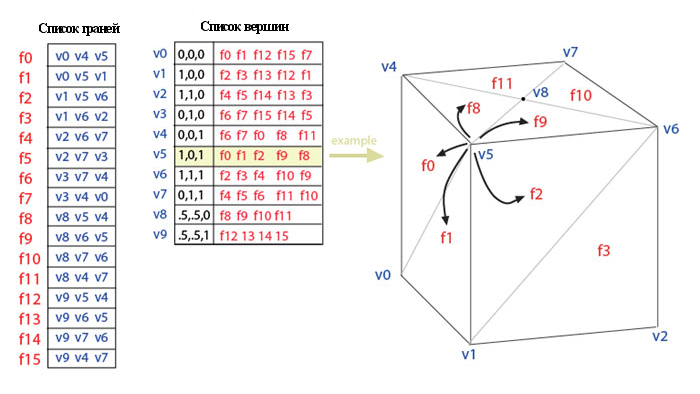 Список граней
f0 v0 v4 v5
f1 v0 v5 v1
f2 v1 v5 v6
f3 v1 v6 v2
f4 v2 v6 v7
f5 v2 v7 v3
f6 v3 v7 v4
f7 v3 v4 v0
f8 v8 v5 v4
f9 v8 v6 v5
f10 v8 v7 v6
f11 v8 v4 v7
f12 v9 v5 v4
f13 v9 v6 v5
f14 v9 v7 v6
f15 v9 v4 v7
Список вершин
v0 0,0,0 f0 f1 f12 f15 f7
v1 1,0,0 f2 f3 f13 f12 f1
v2 1,1,0 f4 f5 f14 f13 f3
v3 0,1,0 f6 f7 f15 f14 f5
v4 0,0,1 f6 f7 f0 f8 f11
v5 1,0,1 f0 f1 f2 f9 f8
v6 1,1,1 f2 f3 f4 f10 f9
v7 0,1,1 f4 f5 f6 f11 f10
v8 .5,.5,0 f8 f9 f10 f11
v9 .5,.5,1 f12 13 14 15
example
v7
v4
f11
v8
f10
f8
f9
v6
v5
f0
f2
f1
f3
v0
v2
v1